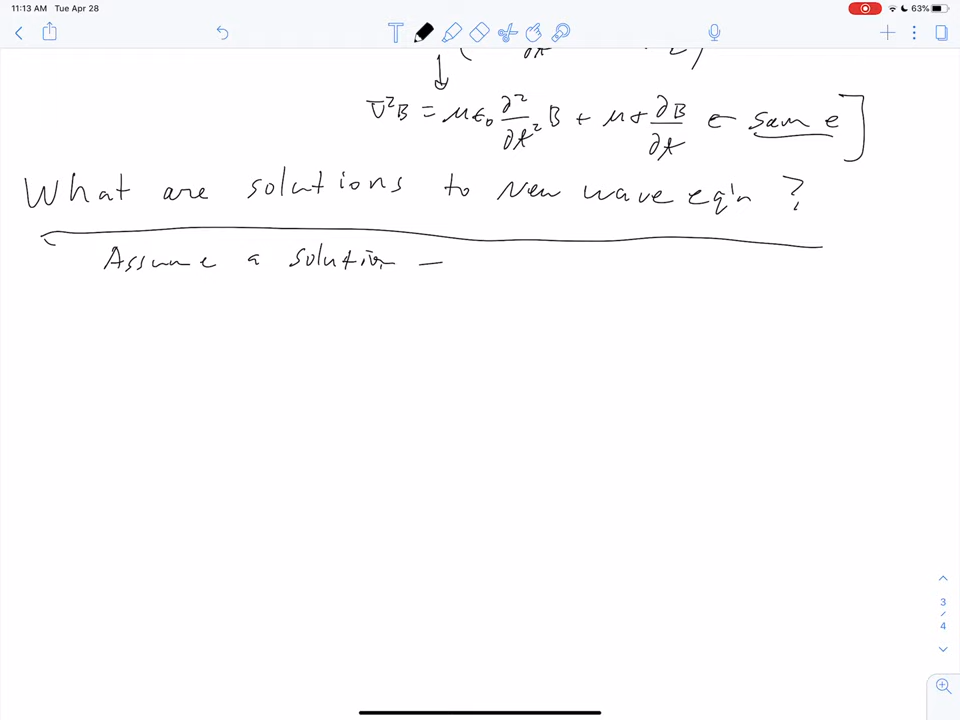 11:13 AM Tue Apr 28
63%
∂t 2
∇²B = με₀ ∂²/∂t² B + μσ ∂B/∂t ← same ]
What are solutions to New wave eq'n ?
Assume a solution —
3
/
4